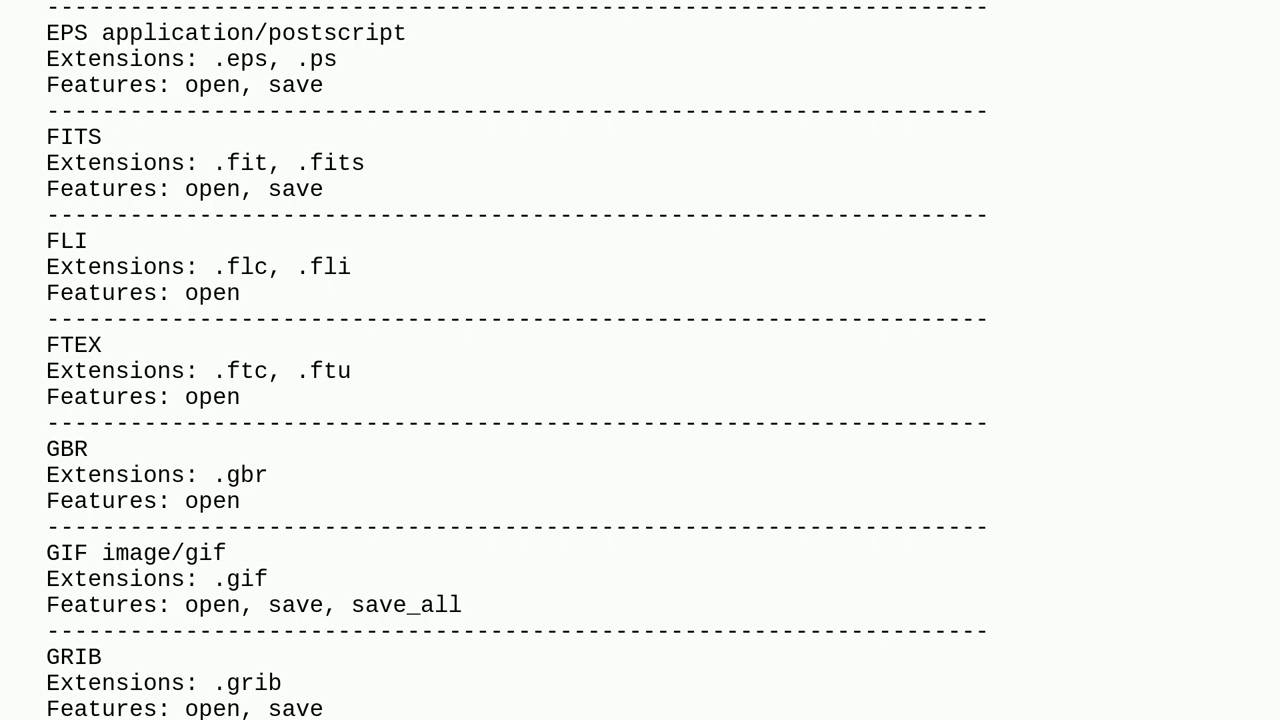 --------------------------------------------------------------------
EPS application/postscript
Extensions: .eps, .ps
Features: open, save
--------------------------------------------------------------------
FITS
Extensions: .fit, .fits
Features: open, save
--------------------------------------------------------------------
FLI
Extensions: .flc, .fli
Features: open
--------------------------------------------------------------------
FTEX
Extensions: .ftc, .ftu
Features: open
--------------------------------------------------------------------
GBR
Extensions: .gbr
Features: open
--------------------------------------------------------------------
GIF image/gif
Extensions: .gif
Features: open, save, save_all
--------------------------------------------------------------------
GRIB
Extensions: .grib
Features: open, save